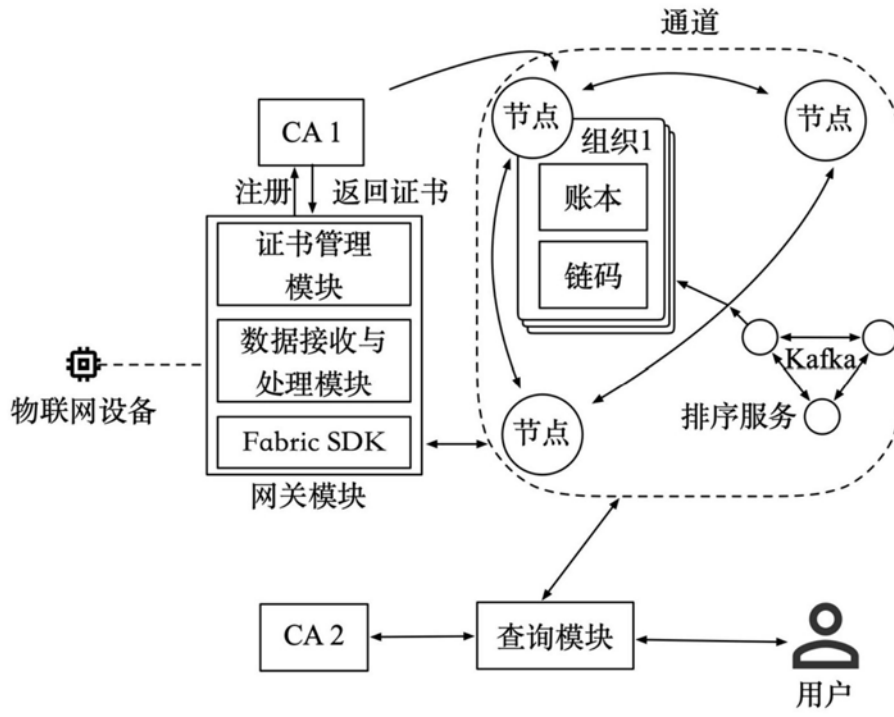 通道
CA 1
节点
节点
组织1
注册
返回证书
账本
证书管理
模块
链码
数据接收与
处理模块
Kafka
物联网设备
排序服务
Fabric SDK
节点
网关模块
CA 2
查询模块
用户